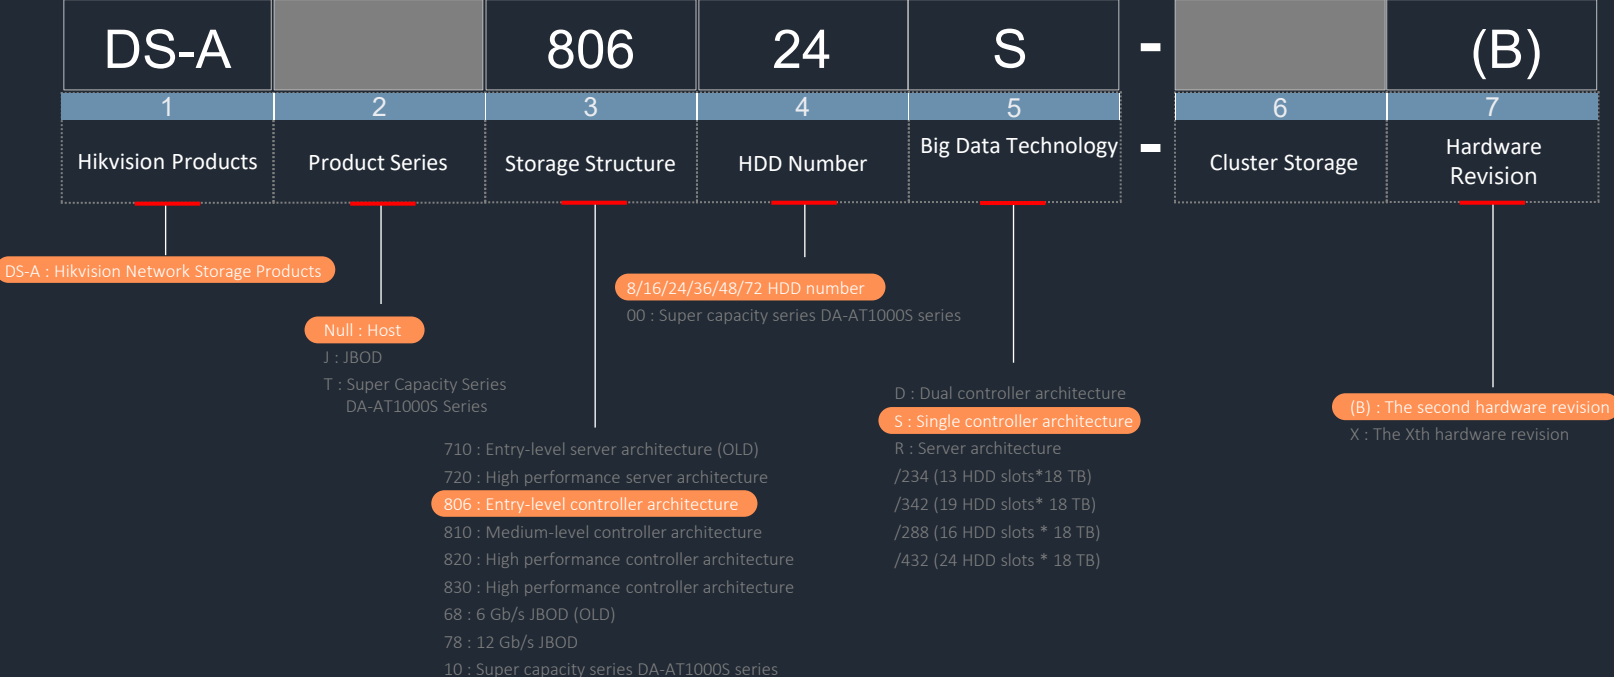 DS-A 806 24 S - (B)
1 2 3 4 5 6 7
Hikvision Products
Product Series
Storage Structure
HDD Number
Big Data Technology
-
Cluster Storage
Hardware
Revision
DS-A : Hikvision Network Storage Products
Null : Host
J : JBOD
T : Super Capacity Series
DA-AT1000S Series
710 : Entry-level server architecture (OLD)
720 : High performance server architecture
806 : Entry-level controller architecture
810 : Medium-level controller architecture
820 : High performance controller architecture
830 : High performance controller architecture
68 : 6 Gb/s JBOD (OLD)
78 : 12 Gb/s JBOD
10 : Super capacity series DA-AT1000S series
8/16/24/36/48/72 HDD number
00 : Super capacity series DA-AT1000S series
D : Dual controller architecture
S : Single controller architecture
R : Server architecture
/234 (13 HDD slots*18 TB)
/342 (19 HDD slots* 18 TB)
/288 (16 HDD slots * 18 TB)
/432 (24 HDD slots * 18 TB)
(B) : The second hardware revision
X : The Xth hardware revision